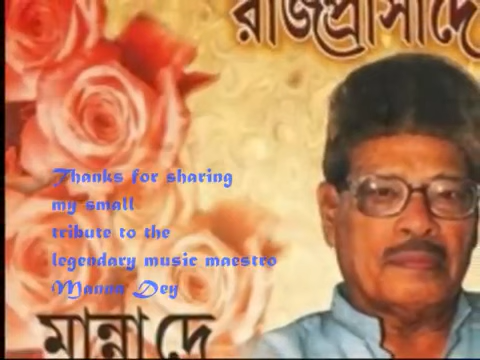 রাজপ্রাসাদে
Thanks for sharing
my small
tribute to the
legendary music maestro
Manna Dey
মান্না দে